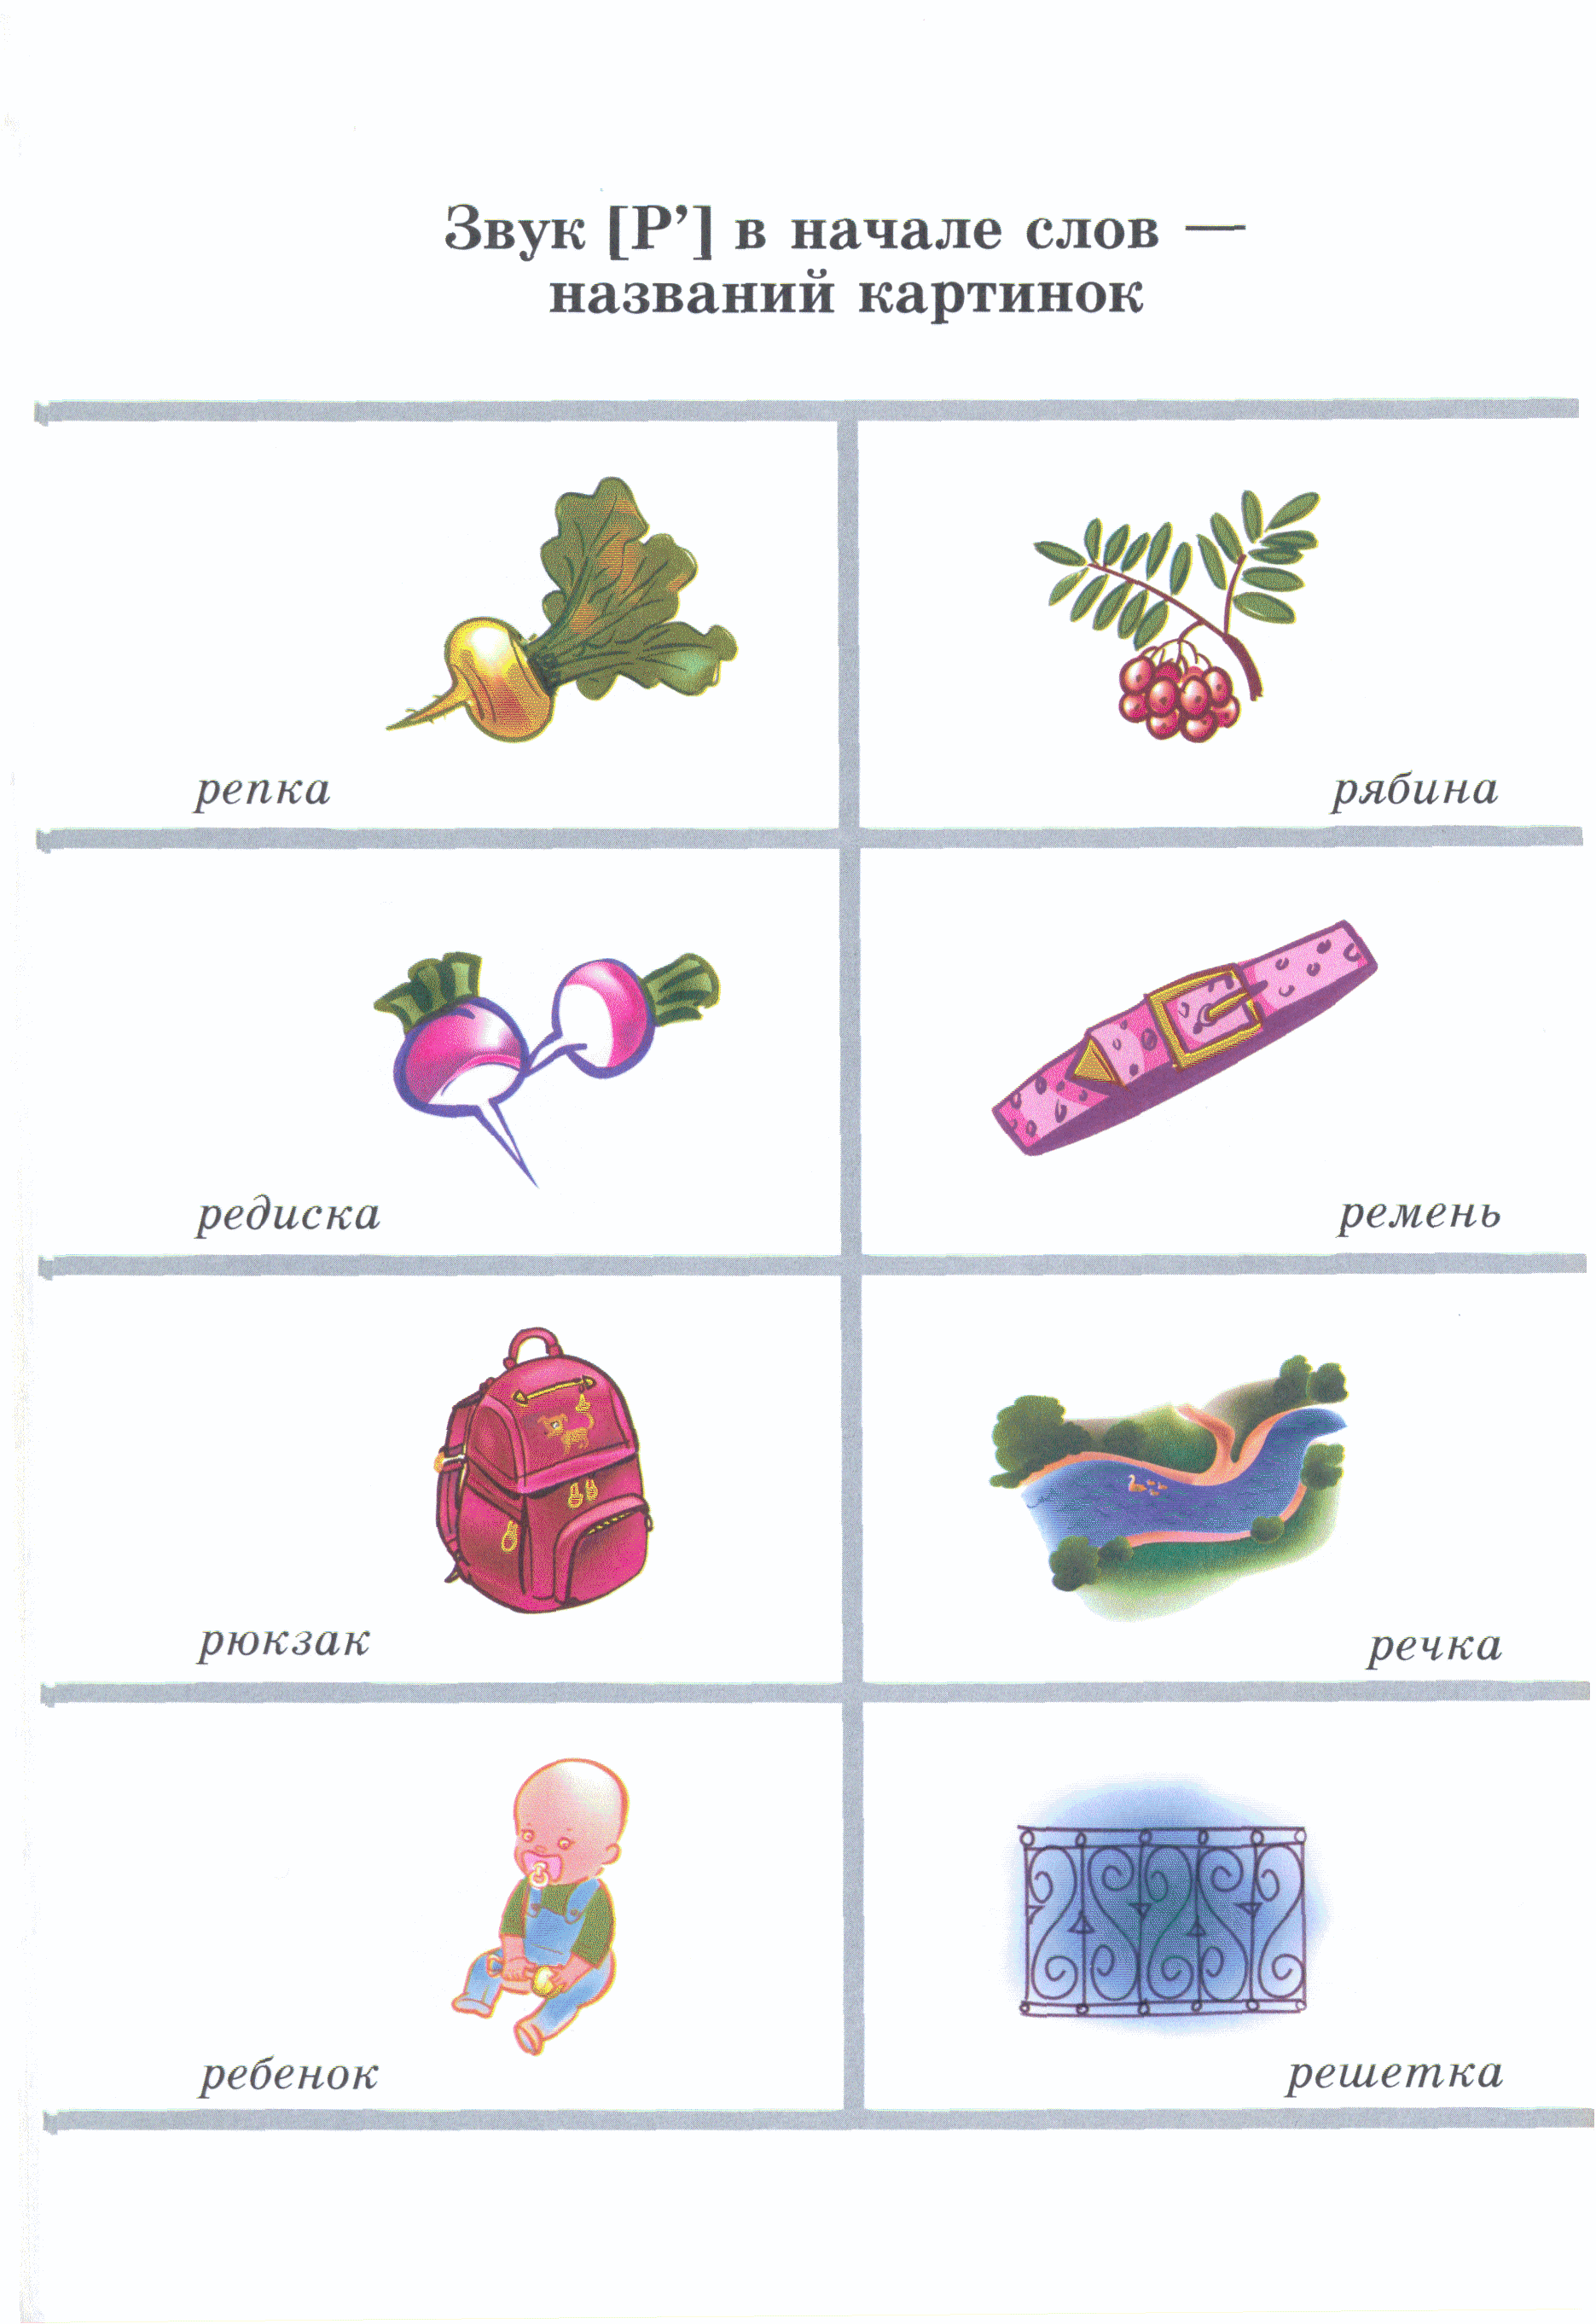 Звук [Р’] в начале слов —
названий картинок
репка
рябина
редиска
ремень
рюкзак
речка
ребенок
решетка